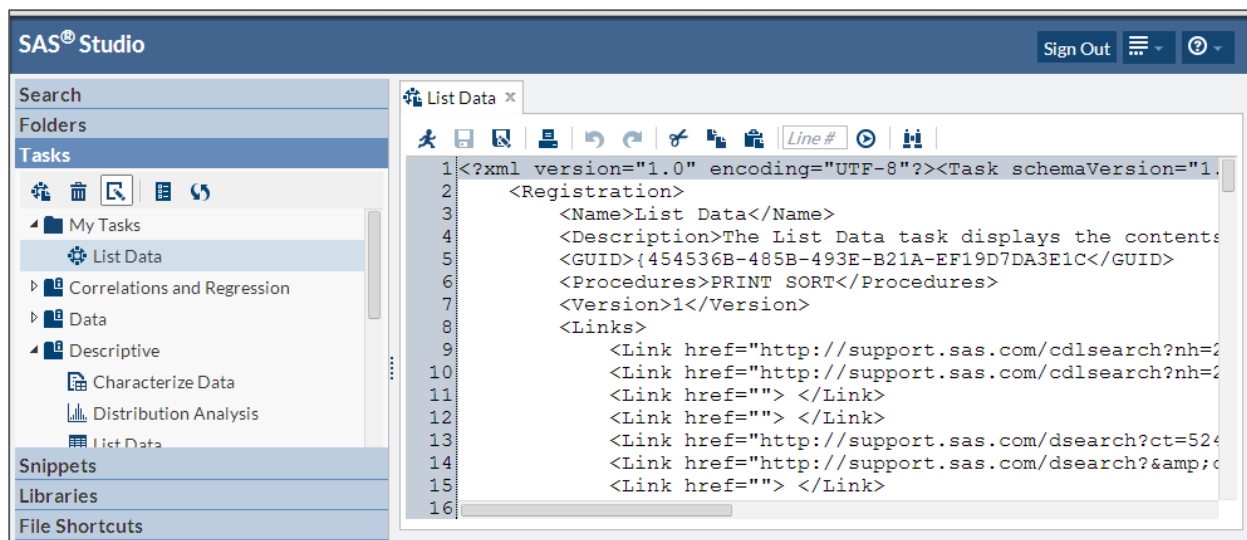 SAS® Studio
Sign Out
Search
Folders
Tasks
My Tasks
List Data
Correlations and Regression
Data
Descriptive
Characterize Data
Distribution Analysis
List Data
Snippets
Libraries
File Shortcuts
List Data
Line #
1 <?xml version="1.0" encoding="UTF-8"?><Task schemaVersion="1.
2 <Registration>
3 <Name>List Data</Name>
4 <Description>The List Data task displays the contents
5 <GUID>{454536B-485B-493E-B21A-EF19D7DA3E1C</GUID>
6 <Procedures>PRINT SORT</Procedures>
7 <Version>1</Version>
8 <Links>
9 <Link href="http://support.sas.com/cdlsearch?nh=2
10 <Link href="http://support.sas.com/cdlsearch?nh=2
11 <Link href=""> </Link>
12 <Link href=""> </Link>
13 <Link href="http://support.sas.com/dsearch?ct=524
14 <Link href="http://support.sas.com/dsearch?&amp;c
15 <Link href=""> </Link>
16